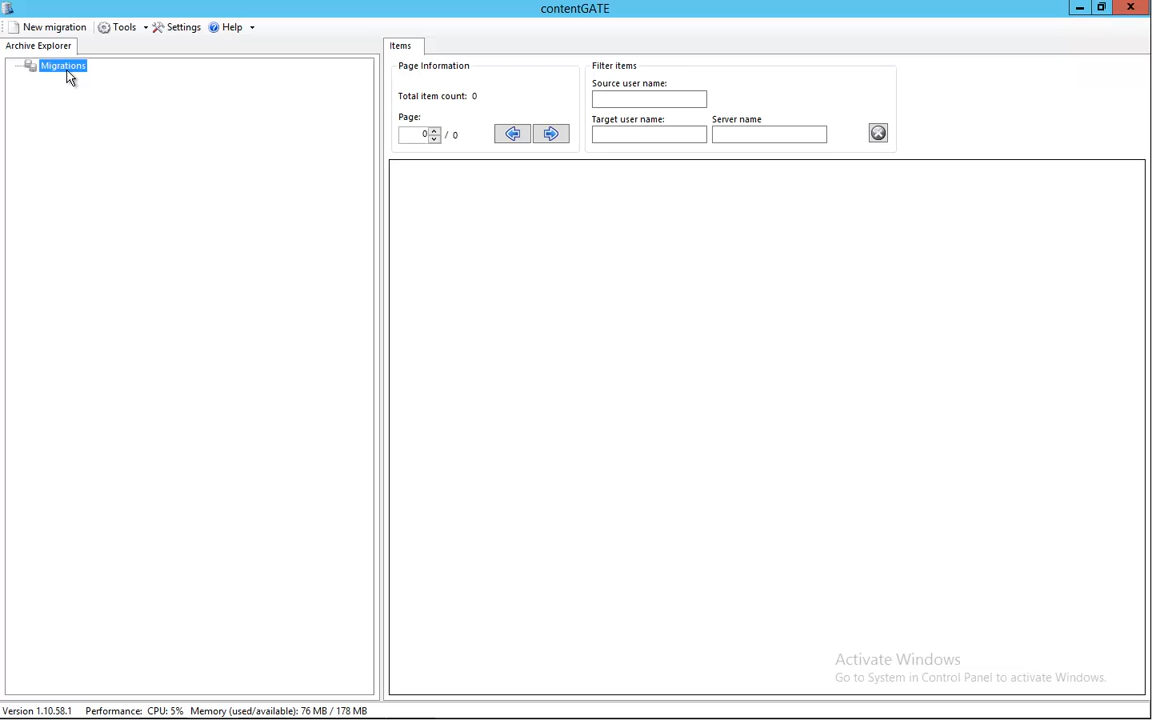 contentGATE
New migration Tools Settings Help
Archive Explorer
Migrations
Items
Page Information
Total item count: 0
Page:
0 / 0
Filter items
Source user name:
Target user name:
Server name
Activate Windows
Go to System in Control Panel to activate Windows.
Version 1.10.58.1 Performance: CPU: 5% Memory (used/available): 76 MB / 178 MB